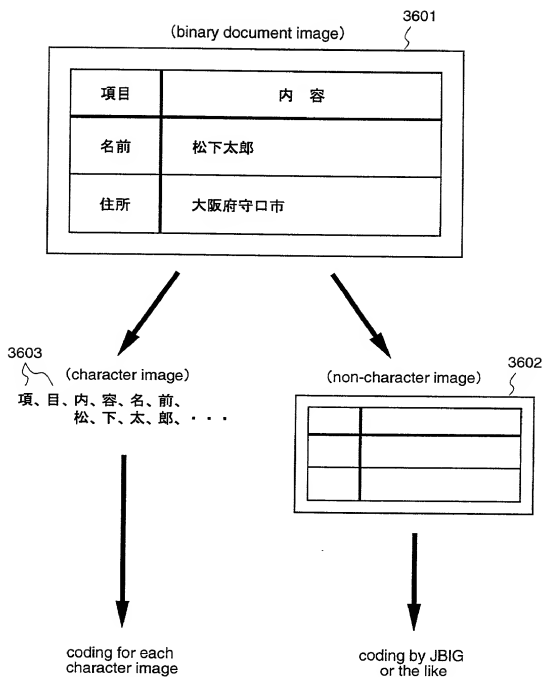 3601
(binary document image)
項目 内 容
名前 松下太郎
住所 大阪府守口市
3603
(character image)
項、目、内、容、名、前、
松、下、太、郎、・・・
3602
(non-character image)
coding for each
character image
coding by JBIG
or the like